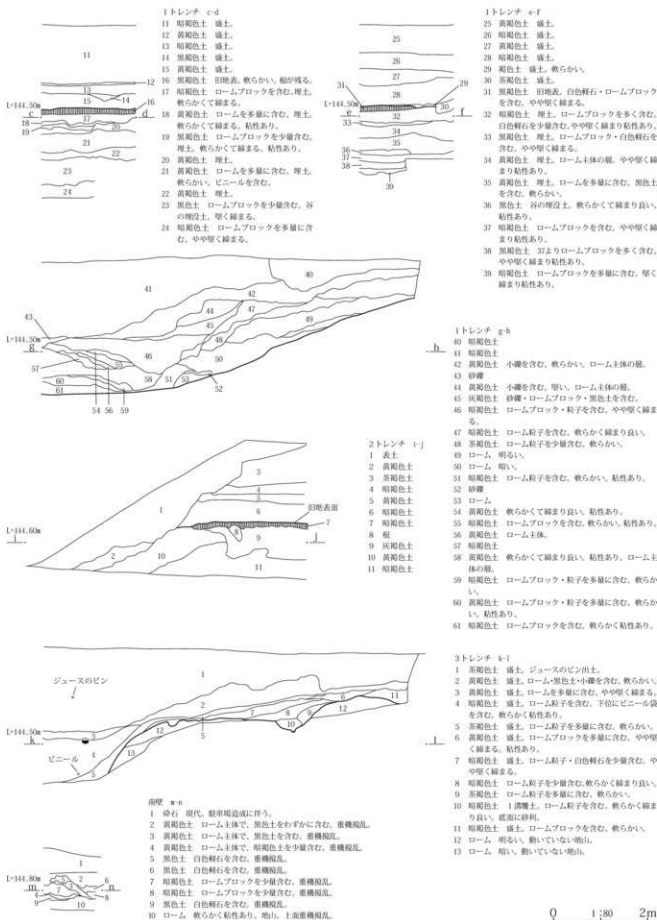 1トレンチ c-d
11 暗褐色土 盛土。
12 黄褐色土 盛土。
13 暗褐色土 盛土。
14 黒褐色土 盛土。
15 黄褐色土 盛土。
16 黒褐色土 旧地表。軟らかい。根が残る。
17 暗褐色土 ロームブロックを含む。埋土。
軟らかくて締まる。
18 黄褐色土 ロームを多量に含む。埋土。
軟らかくて締まる。粘性あり。
19 黒褐色土 ロームブロックを少量含む。
埋土。軟らかくて締まる。粘性あり。
20 黄褐色土 埋土。
21 黄褐色土 ロームを多量に含む。埋土。
軟らかい。ビニールを含む。
22 黄褐色土 埋土。
23 黒色土 ロームブロックを少量含む。谷
の埋没土。堅く締まる。
24 暗褐色土 ロームブロックを多量に含
む。やや堅く締まる。
11
12
13
14
15
16
L=144.50m
c
d
17
18
19
20
21
22
23
24
1トレンチ e-f
25 黄褐色土 盛土。
26 暗褐色土 盛土。
27 黄褐色土 盛土。
28 暗褐色土 盛土。
29 褐色土 盛土。軟らかい。
30 茶褐色土 盛土。
31 黒褐色土 旧地表。白色軽石・ロームブロック
を含む。やや堅く締まる。
32 暗褐色土 埋土。ロームブロックを多く含む。
白色軽石を少量含む。やや堅く締まり粘性あり。
33 黒褐色土 埋土。ロームブロック・白色軽石を
含む。やや堅く締まる。
34 黄褐色土 埋土。ローム主体の層。やや堅く締
まり粘性あり。
35 黄褐色土 埋土。ロームを多量に含む。黒色土
を含む。軟らかい。
36 黒色土 谷の埋没土。軟らかくて締まり良い。
粘性あり。
37 暗褐色土 ロームブロックを含む。やや堅く締
まり粘性あり。
38 黒褐色土 37よりロームブロックを多く含む。
やや堅く締まり粘性あり。
39 暗褐色土 ロームブロックを多量に含む。堅く
締まり粘性あり。
25
26
27
28
29
30
31
L=144.50m
e
f
32
33
34
35
36
37
38
39
40
41
42
43
44
45
46
47
48
50
51
52
53
54
55
56
57
58
59
60
61
L=144.50m
g
h
1トレンチ g-h
40 暗褐色土
41 暗褐色土
42 黄褐色土 小礫を含む。軟らかい。ローム主体の層。
43 砂礫
44 黄褐色土 小礫を含む。堅い。ローム主体の層。
45 灰褐色土 砂礫・ロームブロック・黒色土を含む。
46 暗褐色土 ロームブロック・粒子を含む。やや締ま
る。
47 暗褐色土 ローム粒子を含む。軟らかく締まり良い。
48 茶褐色土 ローム粒子を少量含む。軟らかい。
49 ローム 明るい。
50 ローム 暗い。
51 暗褐色土 ローム粒子を含む。軟らかい。粘性あり。
52 砂礫
53 ローム
54 黄褐色土 軟らかくて締まり良い。粘性あり。
55 暗褐色土 ロームブロックを含む。軟らかい。粘性あり。
56 黄褐色土 ローム主体。
57 暗褐色土
58 黄褐色土 軟らかくて締まり良い。粘性あり。ローム主
体の層。
59 暗褐色土 ロームブロック・粒子を多量に含む。軟らか
い。
60 黄褐色土 ロームブロック・粒子を多量に含む。軟らか
い。粘性あり。
61 暗褐色土 ロームブロックを含む。軟らかく粘性あり。
2トレンチ i-j
1 表土
2 黄褐色土
3 茶褐色土
4 暗褐色土
5 黄褐色土
6 暗褐色土
7 暗褐色土
8 根
9 灰褐色土
10 黄褐色土
11 暗褐色土
旧地表面
L=144.60m
i
j
3トレンチ k-l
1 茶褐色土 盛土。ジュースのビン出土。
2 黄褐色土 盛土。ローム・黒色土・小礫を含む。軟らかい。
3 黄褐色土 盛土。ロームを多量に含む。やや堅く締まる。
4 暗褐色土 盛土。ローム粒子を含む。下位にビニール袋
を含む。軟らかく粘性あり。
5 茶褐色土 盛土。ローム粒子を多量に含む。軟らかい。
6 黄褐色土 盛土。ロームブロックを多量に含む。やや堅
く締まる。粘性あり。
7 暗褐色土 盛土。ローム粒子・白色軽石を少量含む。や
や堅く締まる。
8 暗褐色土 ローム粒子を少量含む。軟らかく締まり良い。
9 茶褐色土 ローム粒子を多量に含む。軟らかい。
10 暗褐色土 1溝覆土。ローム粒子を含む。軟らかく締ま
り良い。底面に砂利。
11 暗褐色土 盛土。ロームブロックを含む。軟らかい。
12 ローム 明るい。動いていない地山。
13 ローム 暗い。動いていない地山。
ジュースのビン
L=144.50m
k
l
ビニール
南壁 m-n
1 砕石 現代。駐車場造成に伴う。
2 黄褐色土 ローム主体で、黒色土をわずかに含む。重機攪乱。
3 黄褐色土 ローム主体で、黒色土を含む。重機攪乱。
4 黄褐色土 ローム主体で、暗褐色土を少量含む。重機攪乱。
5 黒色土 白色軽石を含む。重機攪乱。
6 黒色土 白色軽石を含む。重機攪乱。
7 暗褐色土 ロームブロックを少量含む。重機攪乱。
8 暗褐色土 ロームブロックを少量含む。重機攪乱。
9 黒色土 白色軽石を含む。重機攪乱。
10 ローム 軟らかく粘性あり。地山。上面重機攪乱。
L=144.80m
m
n
0 1:80 2m